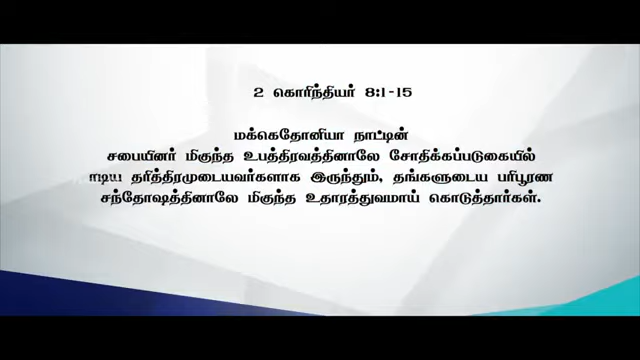 2 கொரிந்தியர் 8:1-15
மக்கெதோனியா நாட்டின்
சபையினர் மிகுந்த உபத்திரவத்தினாலே சோதிக்கப்படுகையில்
தரித்திரமுடையவர்களாக இருந்தும், தங்களுடைய பரிபூரண
சந்தோஷத்தினாலே மிகுந்த உதாரத்துவமாய் கொடுத்தார்கள்.